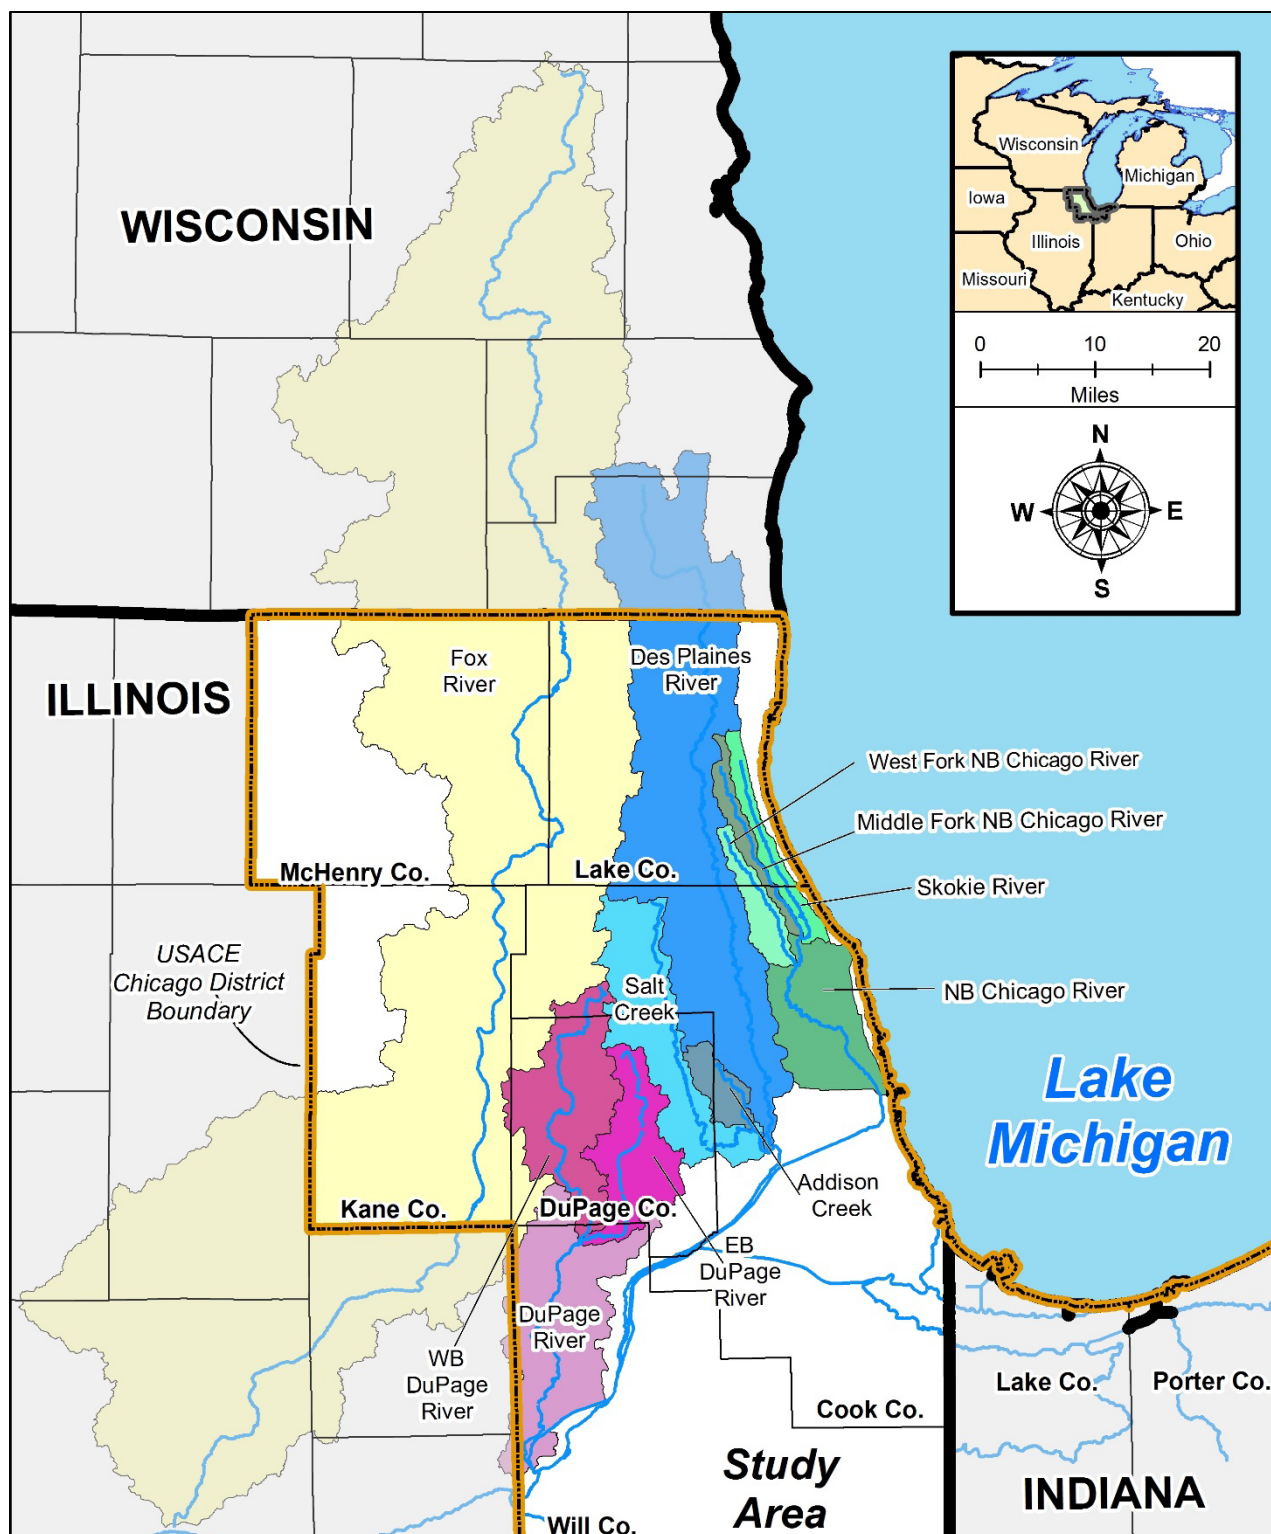 WISCONSIN
Wisconsin
Michigan
Iowa
Illinois
Ohio
Missouri
Kentucky
0 10 20
Miles
N
W E
S
ILLINOIS
Fox
River
Des Plaines
River
West Fork NB Chicago River
Middle Fork NB Chicago River
McHenry Co.
Lake Co.
Skokie River
USACE
Chicago District
Boundary
Salt
Creek
NB Chicago River
Lake
Michigan
Addison
Creek
Kane Co.
DuPage Co.
EB
DuPage
River
DuPage
River
WB
DuPage
River
Lake Co.
Porter Co.
Cook Co.
Study
Area
INDIANA
Will Co.